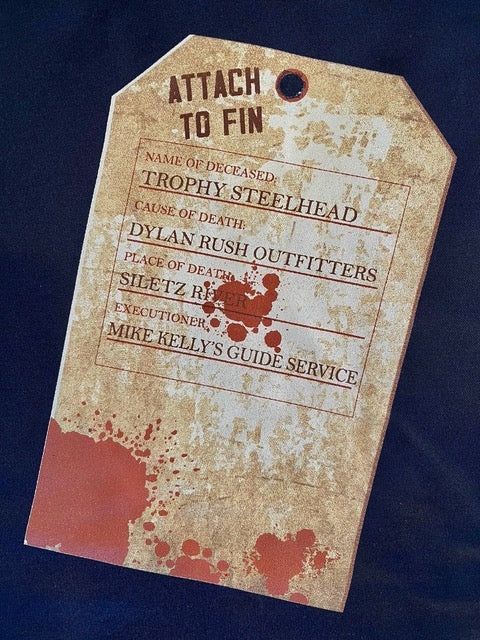 ATTACH
TO FIN
NAME OF DECEASED:
TROPHY STEELHEAD
CAUSE OF DEATH:
DYLAN RUSH OUTFITTERS
PLACE OF DEATH:
SILETZ RIVER
EXECUTIONER:
MIKE KELLY'S GUIDE SERVICE